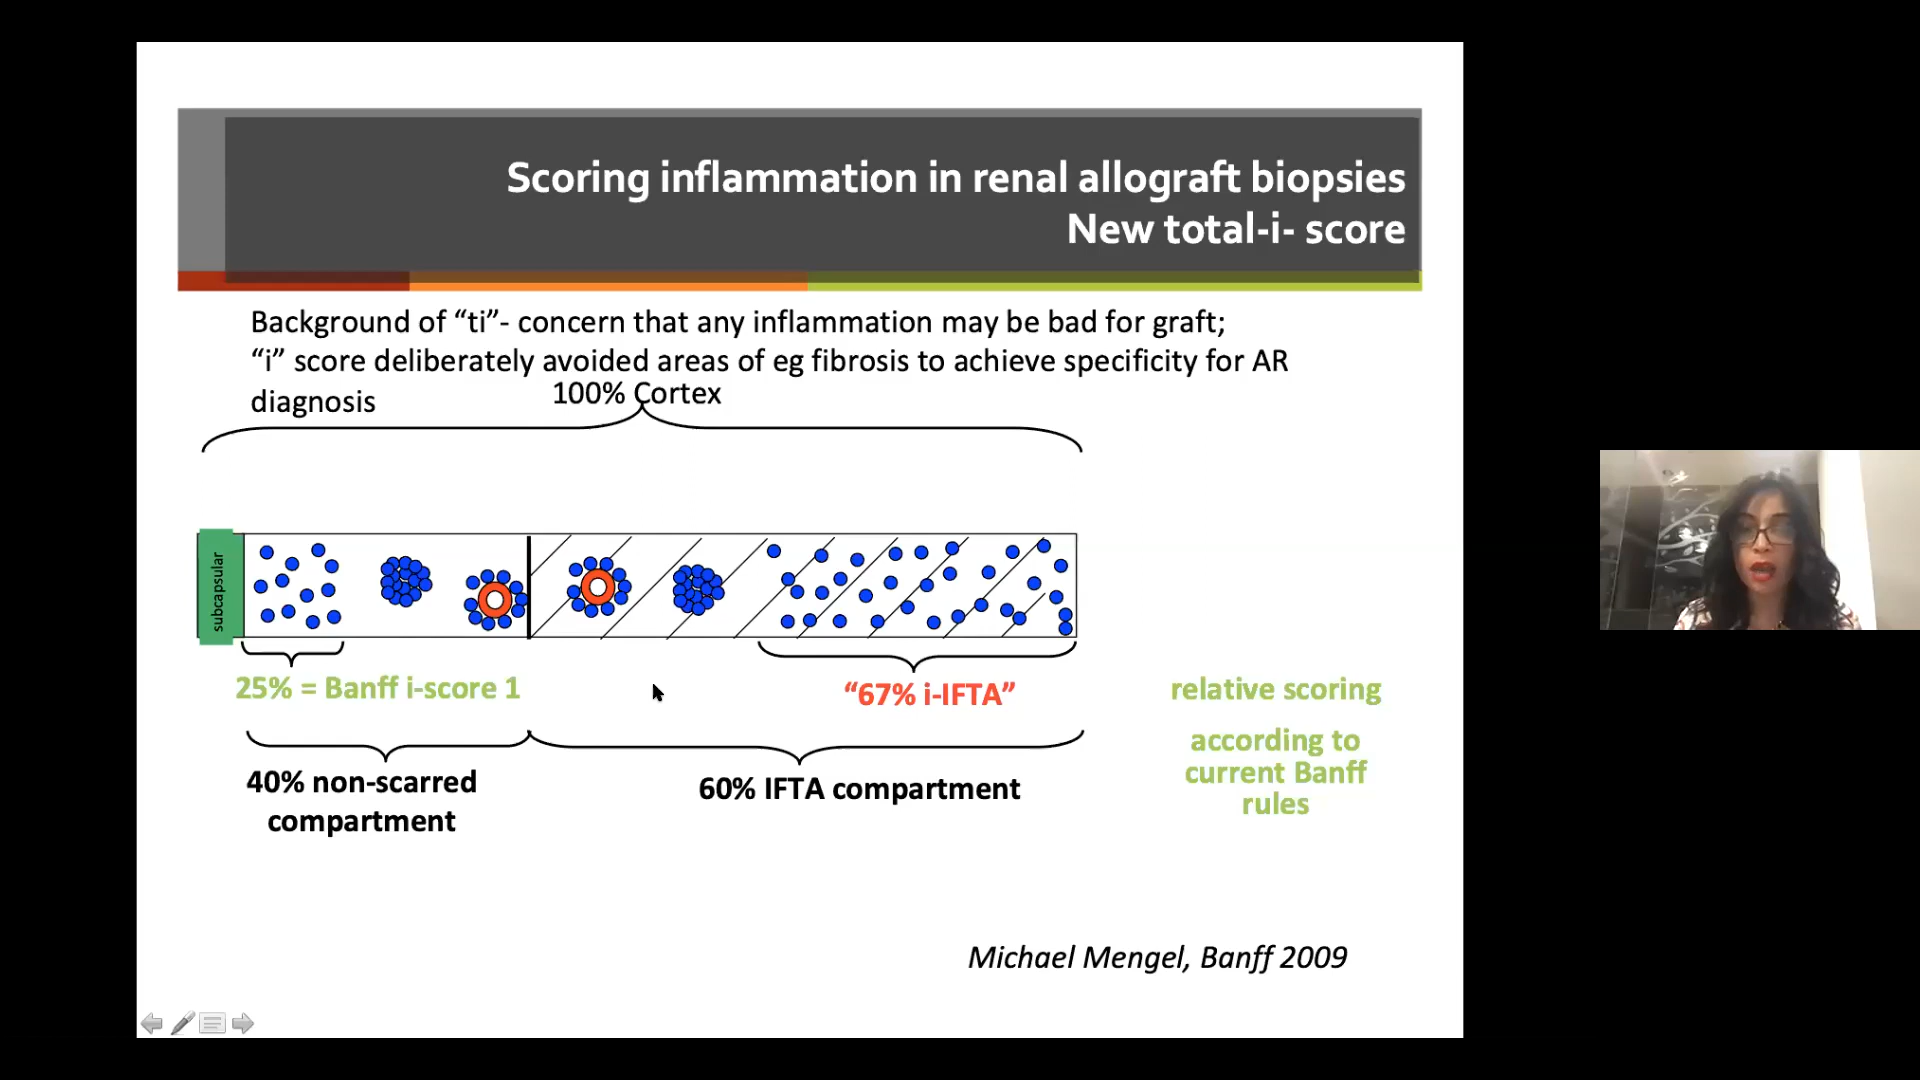 Scoring inflammation in renal allograft biopsies
New total-i- score
Background of “ti”- concern that any inflammation may be bad for graft;
“i” score deliberately avoided areas of eg fibrosis to achieve specificity for AR
diagnosis
100% Cortex
subcapsular
25% = Banff i-score 1
“67% i-IFTA”
relative scoring
according to
current Banff
rules
40% non-scarred
compartment
60% IFTA compartment
Michael Mengel, Banff 2009